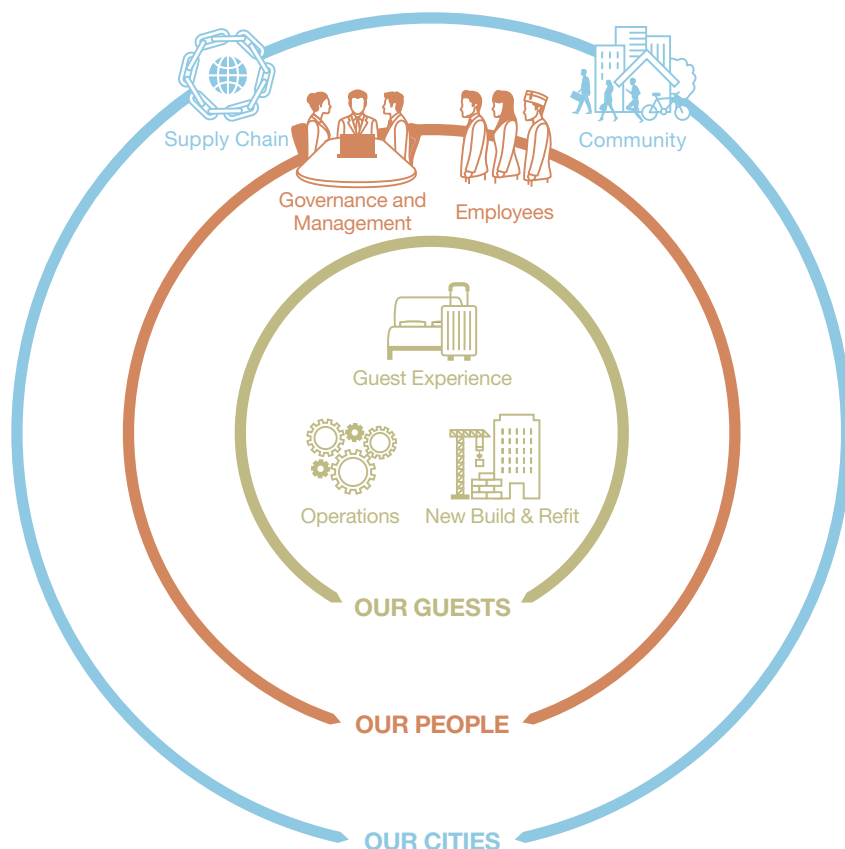 Supply Chain
Community
Governance and
Management
Employees
Guest Experience
Operations
New Build & Refit
OUR GUESTS
OUR PEOPLE
OUR CITIES